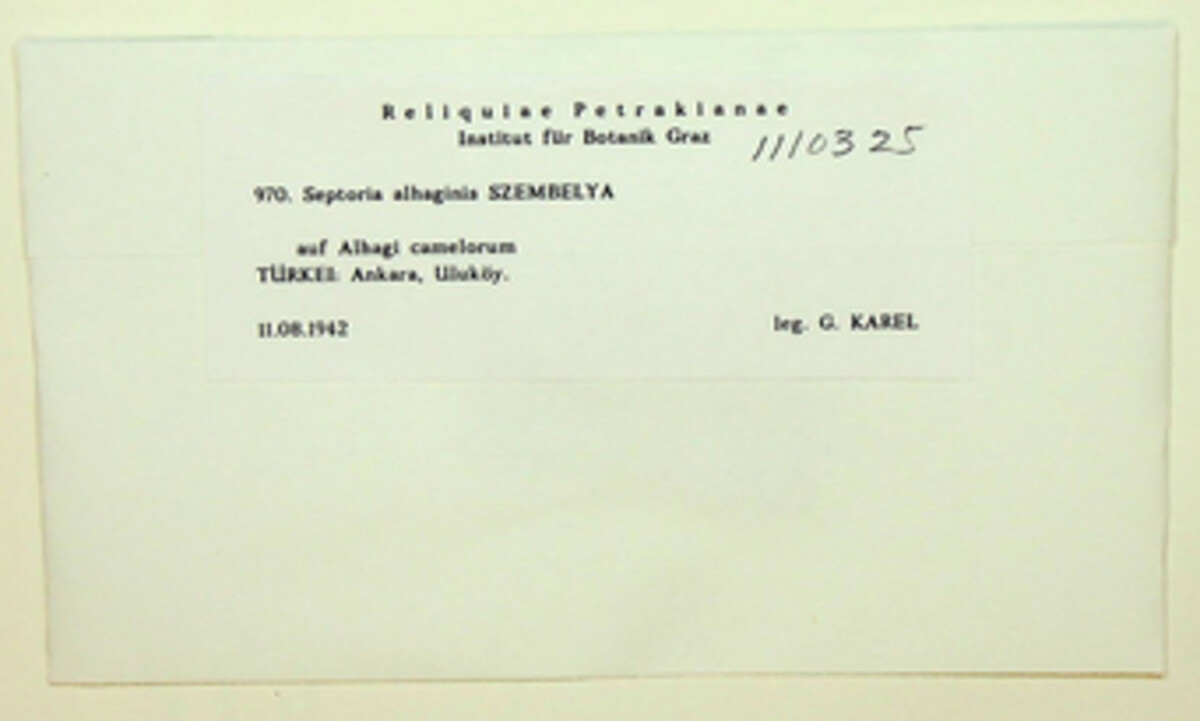 Reliquiae Petrakianae
Institut für Botanik Graz
1110325
970. Septoria alhaginis SZEMBELYA
auf Alhagi camelorum
TÜRKEI: Ankara, Uluköy.
11.08.1942
leg. G. KAREL